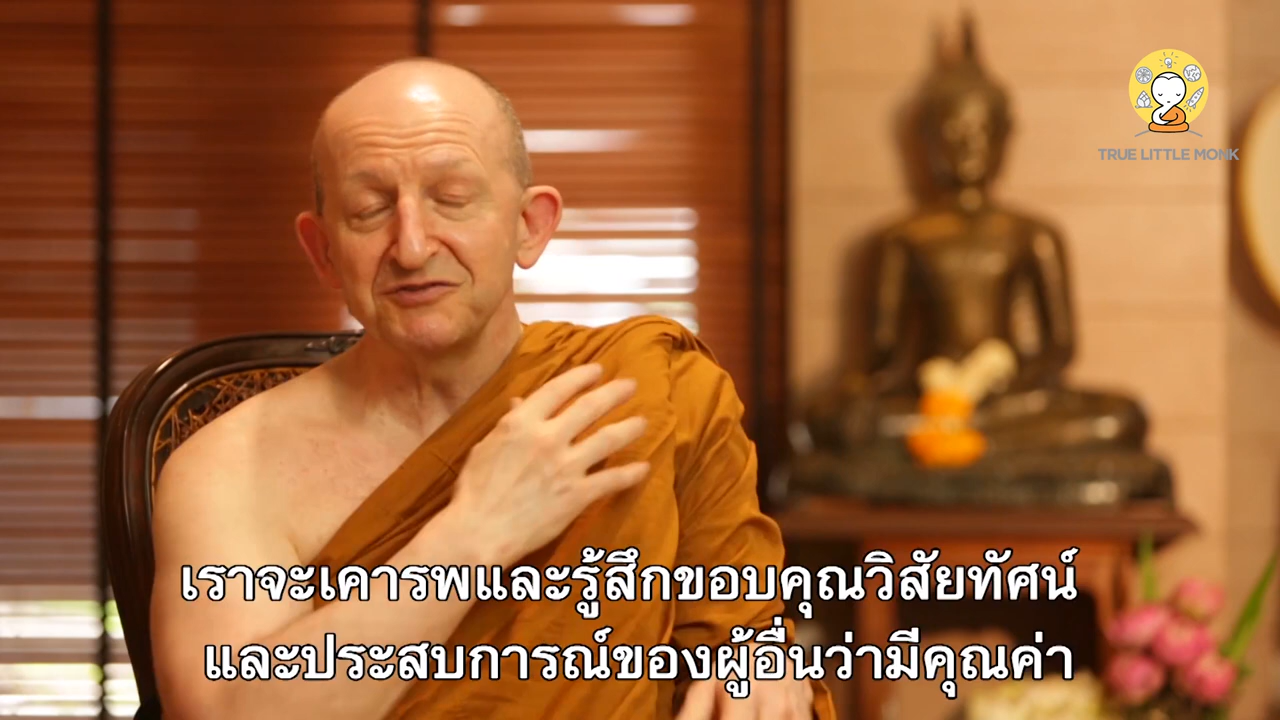 TRUE LITTLE MONK
เราจะเคารพและรู้สึกขอบคุณวิสัยทัศน์
และประสบการณ์ของผู้อื่นว่ามีคุณค่า